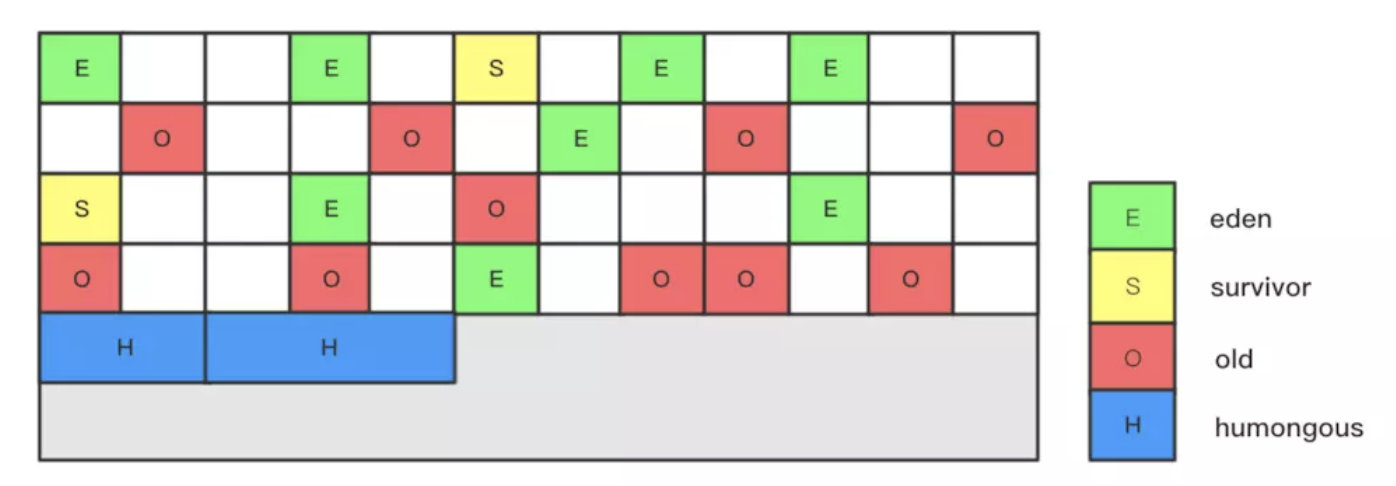 E E S E E
O O E O O
S E O E
O O E O O O
H H
E eden
S survivor
O old
H humongous